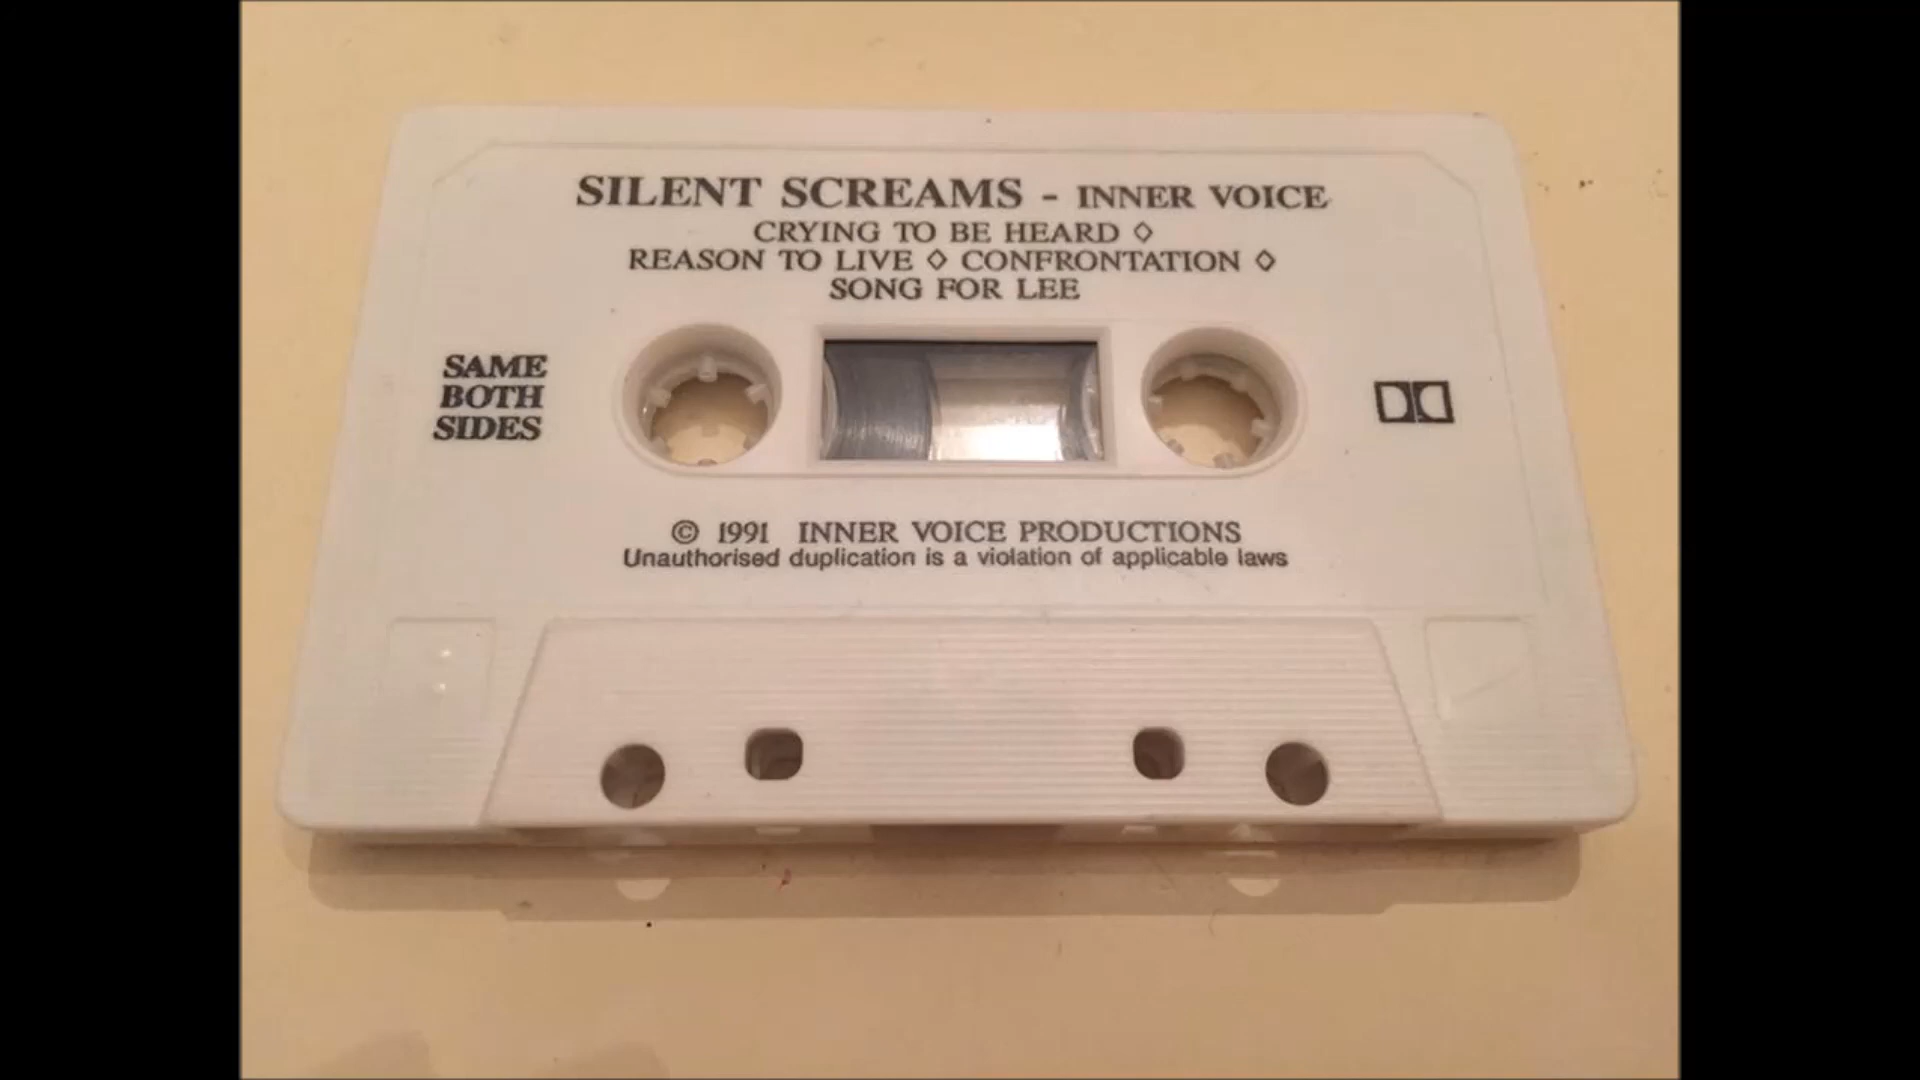 SILENT SCREAMS - INNER VOICE
CRYING TO BE HEARD ◇
REASON TO LIVE ◇ CONFRONTATION ◇
SONG FOR LEE
SAME
BOTH
SIDES
© 1991 INNER VOICE PRODUCTIONS
Unauthorised duplication is a violation of applicable laws